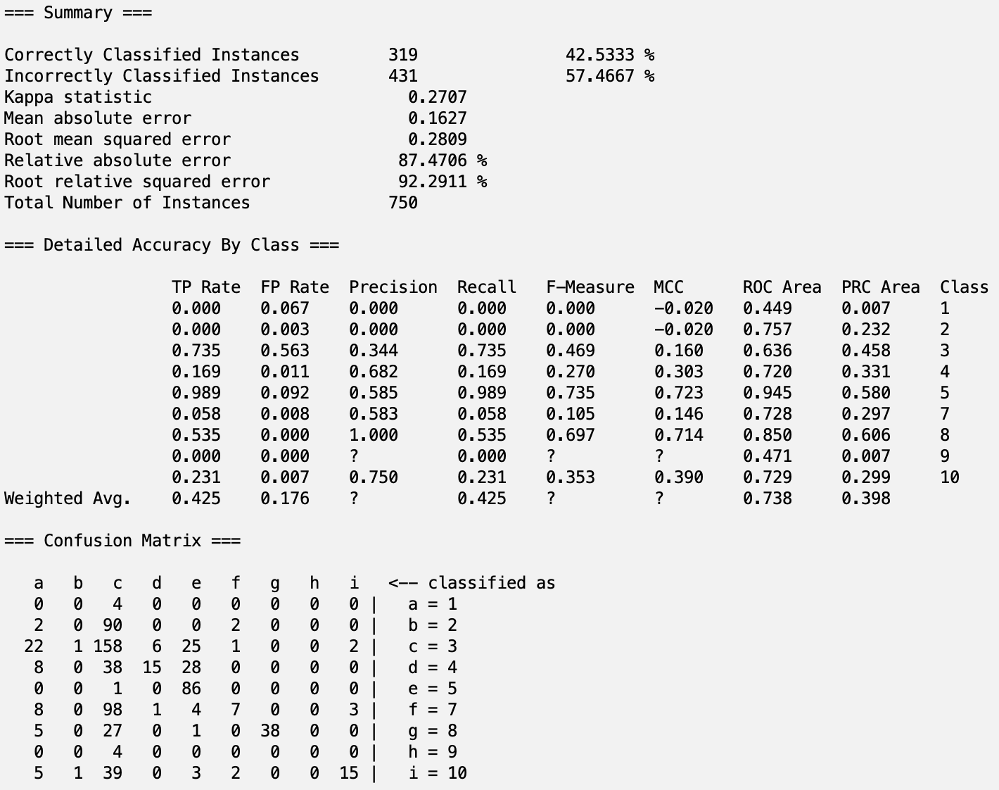 === Summary ===
Correctly Classified Instances 319 42.5333 %
Incorrectly Classified Instances 431 57.4667 %
Kappa statistic 0.2707
Mean absolute error 0.1627
Root mean squared error 0.2809
Relative absolute error 87.4706 %
Root relative squared error 92.2911 %
Total Number of Instances 750
=== Detailed Accuracy By Class ===
TP Rate FP Rate Precision Recall F-Measure MCC ROC Area PRC Area Class
0.000 0.067 0.000 0.000 0.000 -0.020 0.449 0.007 1
0.000 0.003 0.000 0.000 0.000 -0.020 0.757 0.232 2
0.735 0.563 0.344 0.735 0.469 0.160 0.636 0.458 3
0.169 0.011 0.682 0.169 0.270 0.303 0.720 0.331 4
0.989 0.092 0.585 0.989 0.735 0.723 0.945 0.580 5
0.058 0.008 0.583 0.058 0.105 0.146 0.728 0.297 7
0.535 0.000 1.000 0.535 0.697 0.714 0.850 0.606 8
0.000 0.000 ? 0.000 ? ? 0.471 0.007 9
0.231 0.007 0.750 0.231 0.353 0.390 0.729 0.299 10
Weighted Avg. 0.425 0.176 ? 0.425 ? ? 0.738 0.398
=== Confusion Matrix ===
a b c d e f g h i <-- classified as
0 0 4 0 0 0 0 0 0 | a = 1
2 0 90 0 0 2 0 0 0 | b = 2
22 1 158 6 25 1 0 0 2 | c = 3
8 0 38 15 28 0 0 0 0 | d = 4
0 0 1 0 86 0 0 0 0 | e = 5
8 0 98 1 4 7 0 0 3 | f = 7
5 0 27 0 1 0 38 0 0 | g = 8
0 0 4 0 0 0 0 0 0 | h = 9
5 1 39 0 3 2 0 0 15 | i = 10